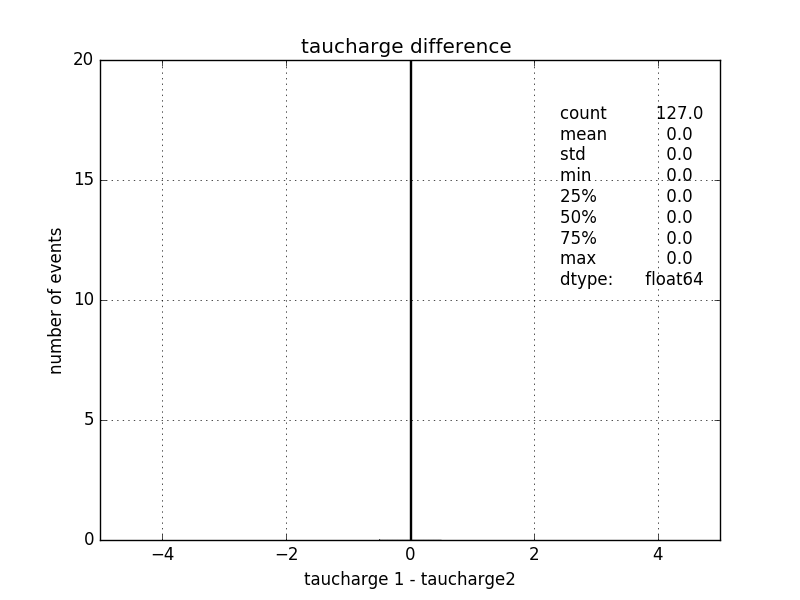 taucharge difference
20
15
10
5
0
number of events
count 127.0
mean 0.0
std 0.0
min 0.0
25% 0.0
50% 0.0
75% 0.0
max 0.0
dtype: float64
−4 −2 0 2 4
taucharge 1 - taucharge2